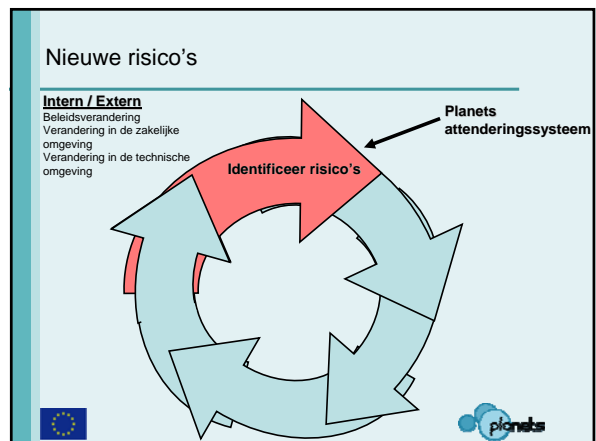 Nieuwe risico's
Intern / Extern
Beleidsverandering
Verandering in de zakelijke
omgeving
Verandering in de technische
omgeving
Planets
attenderingssysteem
Identificeer risico's
planets